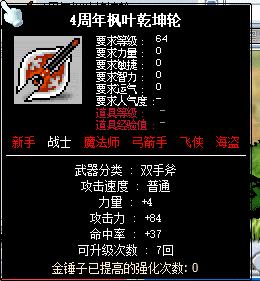 4周年枫叶乾坤轮
要求等级 : 64
要求力量 : 0
要求敏捷 : 0
要求智力 : 0
要求运气 : 0
要求人气度 : -
道具等级 : -
道具经验值 : -
新手 战士 魔法师 弓箭手 飞侠 海盗
武器分类 : 双手斧
攻击速度 : 普通
力量 : +4
攻击力 : +84
命中率 : +37
可升级次数 : 7回
金锤子已提高的强化次数: 0